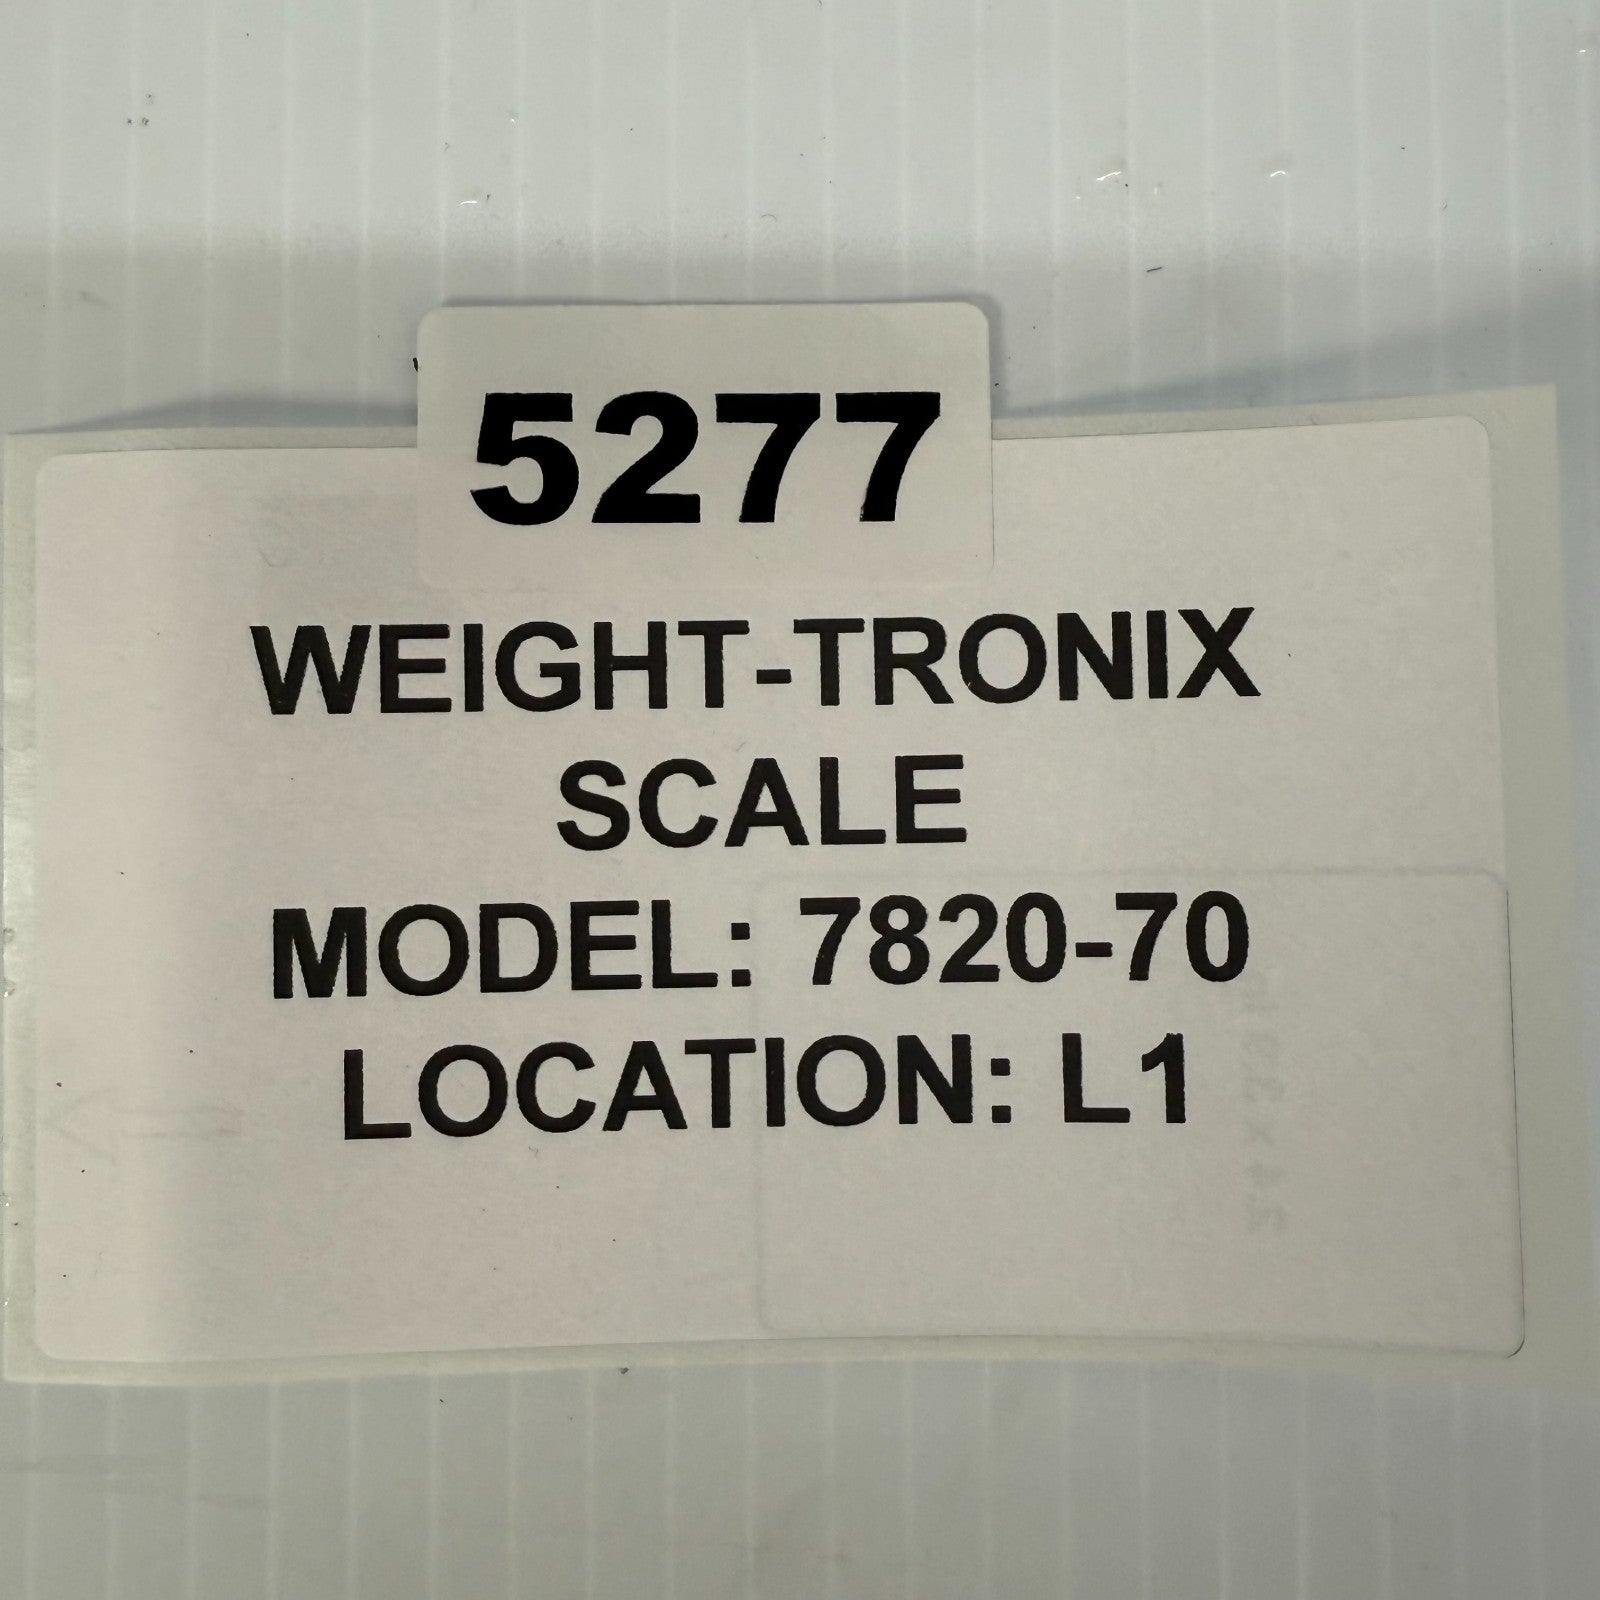 5277
WEIGHT-TRONIX
SCALE
MODEL: 7820-70
LOCATION: L1